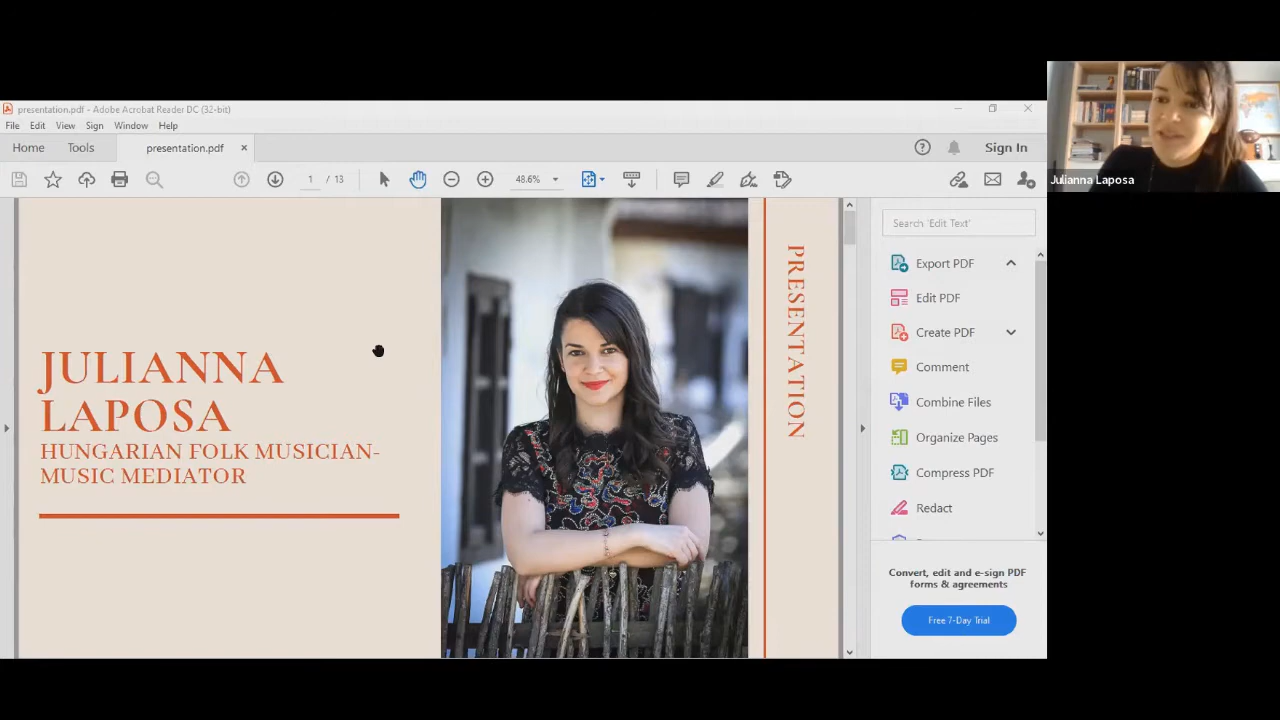 presentation.pdf - Adobe Acrobat Reader DC (32-bit)
File Edit View Sign Window Help
Home Tools presentation.pdf × Sign In
1 / 13 48.6%
JULIANNA
LAPOSA
HUNGARIAN FOLK MUSICIAN-
MUSIC MEDIATOR
PRESENTATION
Search 'Edit Text'
Export PDF
Edit PDF
Create PDF
Comment
Combine Files
Organize Pages
Compress PDF
Redact
Convert, edit and e-sign PDF
forms & agreements
Free 7-Day Trial
Julianna Laposa